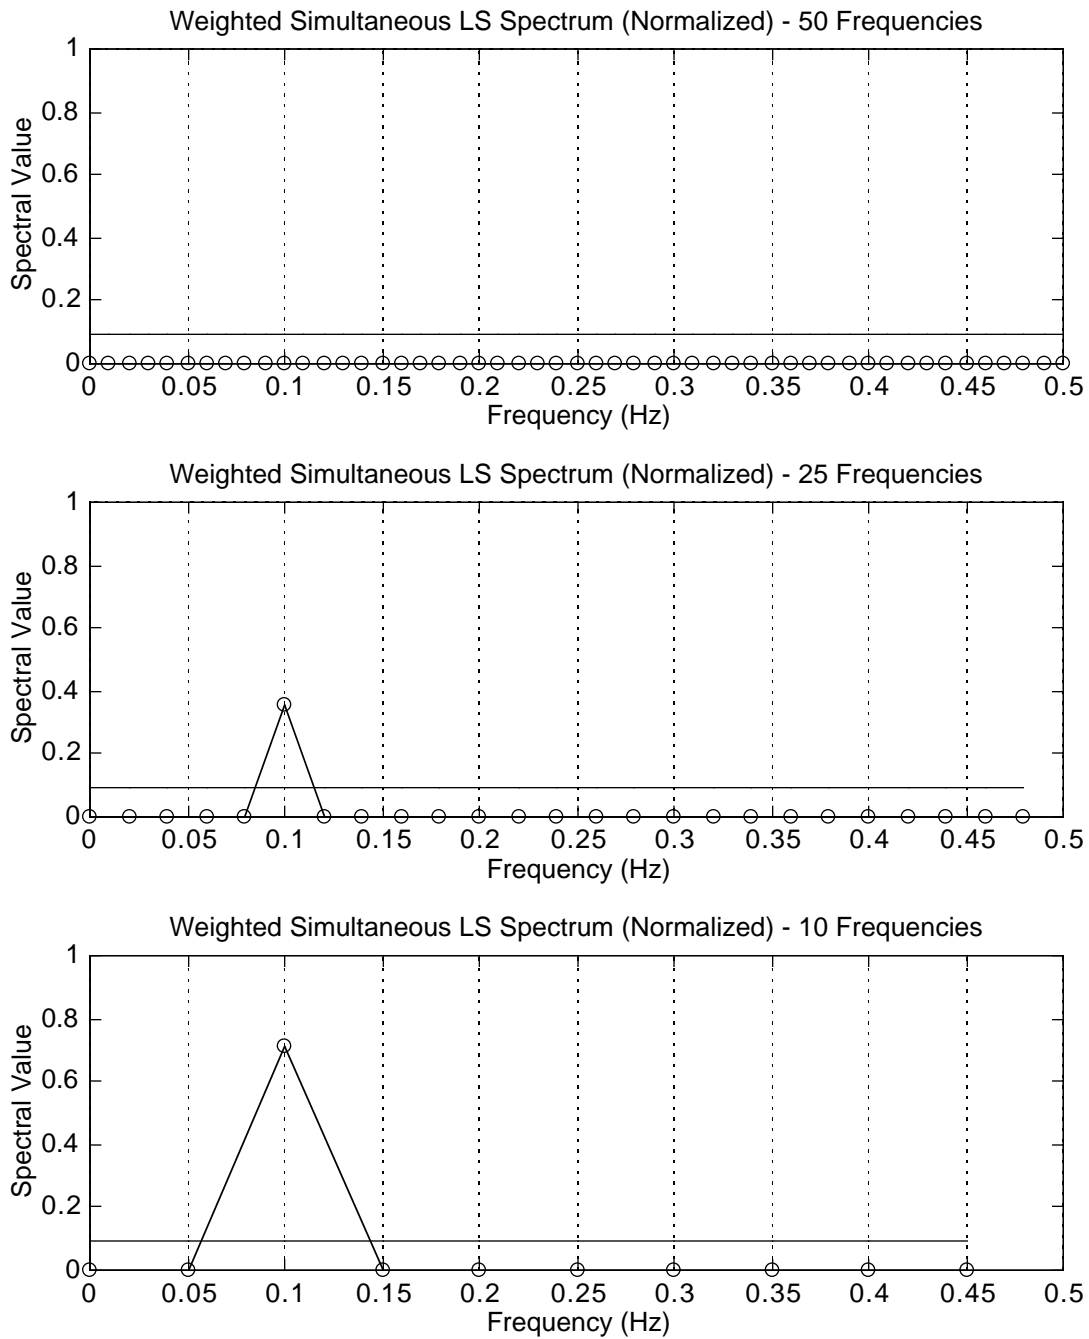 Weighted Simultaneous LS Spectrum (Normalized) - 50 Frequencies
1
0.8
0.6
0.4
0.2
0
Spectral Value
0 0.05 0.1 0.15 0.2 0.25 0.3 0.35 0.4 0.45 0.5
Frequency (Hz)
Weighted Simultaneous LS Spectrum (Normalized) - 25 Frequencies
1
0.8
0.6
0.4
0.2
0
Spectral Value
0 0.05 0.1 0.15 0.2 0.25 0.3 0.35 0.4 0.45 0.5
Frequency (Hz)
Weighted Simultaneous LS Spectrum (Normalized) - 10 Frequencies
1
0.8
0.6
0.4
0.2
0
Spectral Value
0 0.05 0.1 0.15 0.2 0.25 0.3 0.35 0.4 0.45 0.5
Frequency (Hz)